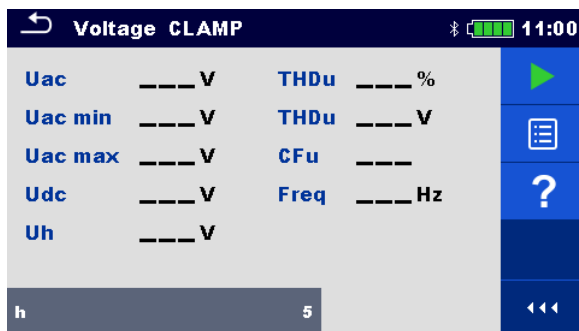 Voltage CLAMP 11:00
Uac ___V THDu ___%
Uac min ___V THDu ___V
Uac max ___V CFu ___
Udc ___V Freq ___Hz
Uh ___V
?
h 5